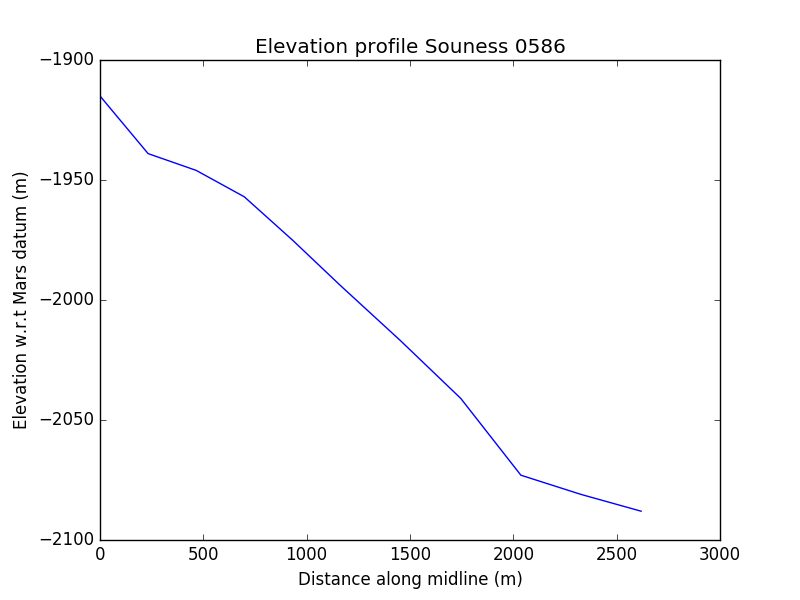 Elevation profile Souness 0586
−1900
−1950
−2000
−2050
−2100
Elevation w.r.t Mars datum (m)
0 500 1000 1500 2000 2500 3000
Distance along midline (m)